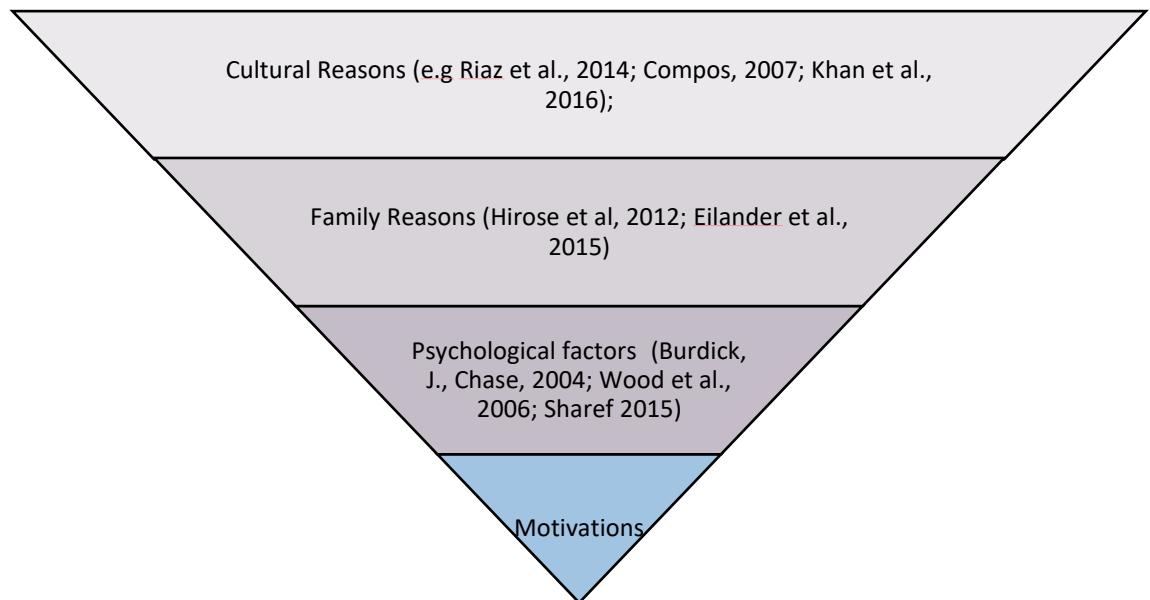 Cultural Reasons (e.g Riaz et al., 2014; Compos, 2007; Khan et al.,
2016);
Family Reasons (Hirose et al, 2012; Eilander et al.,
2015)
Psychological factors  (Burdick,
J., Chase, 2004; Wood et al.,
2006; Sharef 2015)
Motivations